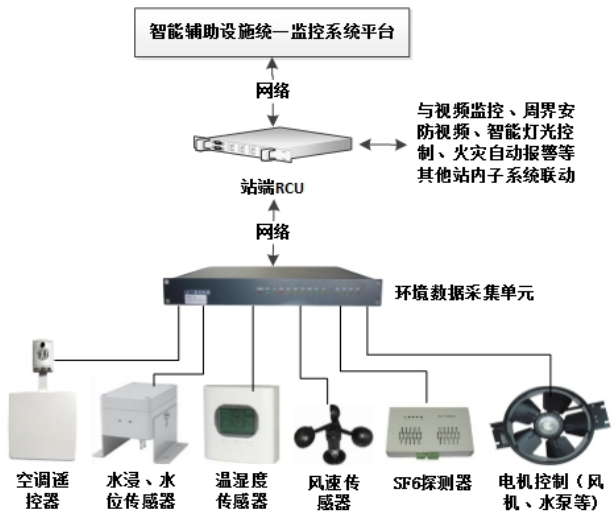 智能辅助设施统一监控系统平台
网络
与视频监控、周界安
防视频、智能灯光控
制、火灾自动报警等
其他站内子系统联动
站端RCU
网络
环境数据采集单元
空调遥
控器
水浸、水
位传感器
温湿度
传感器
风速传
感器
SF6探测器
电机控制（风
机、水泵等）